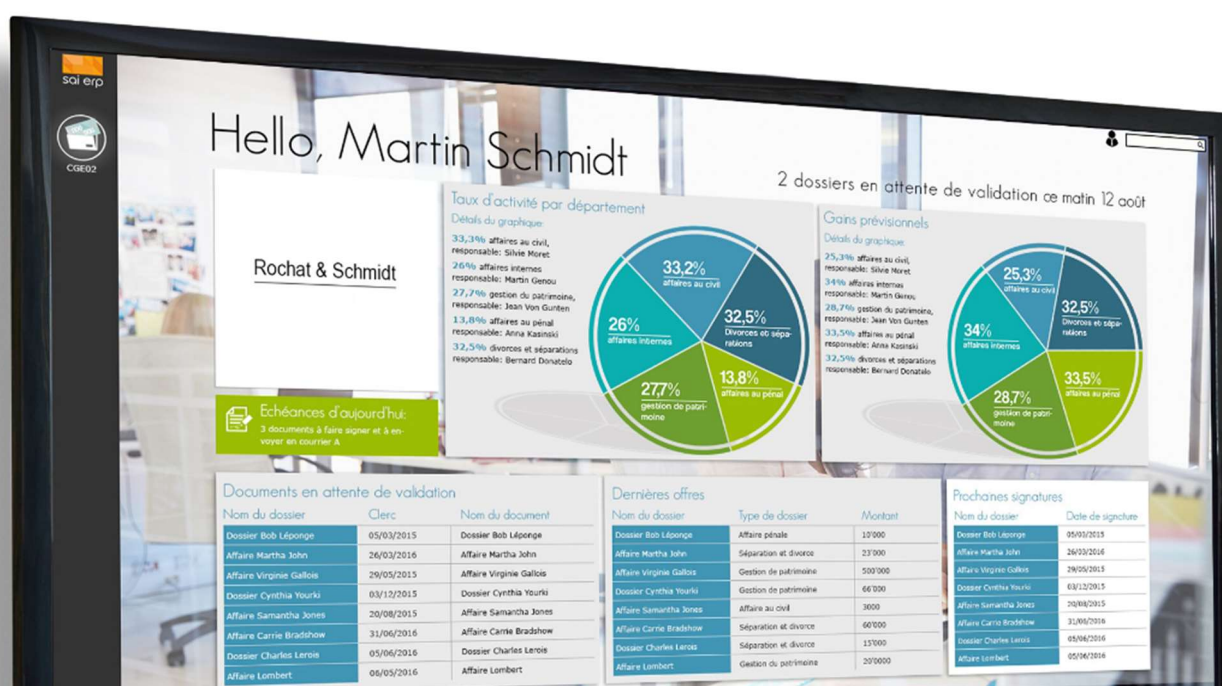 sai erp
CGE02
Hello, Martin Schmidt
2 dossiers en attente de validation ce matin 12 août
Rochat & Schmidt
Echéances d'aujourd'hui:
3 documents à faire signer et à en-
voyer en courrier A
Taux d'activité par département
Détails du graphique:
33,3% affaires au civil,
responsable: Silvie Moret
26% affaires internes
responsable: Martin Genou
27,7% gestion du patrimoine,
responsable: Jean Von Gunten
13,8% affaires au pénal
responsable: Anna Kasinski
32,5% divorces et séparations
responsable: Bernard Donatelo
33,2%
affaires au civil
32,5%
Divorces et sépa-
rations
26%
affaires internes
27,7%
gestion de patri-
moine
13,8%
affaires au pénal
Gains prévisionnels
Détails du graphique:
25,3% affaires au civil,
responsable: Silvie Moret
34% affaires internes
responsable: Martin Genou
28,7% gestion du patrimoine,
responsable: Jean Von Gunten
33,5% affaires au pénal
responsable: Anna Kasinski
32,5% divorces et séparations
responsable: Bernard Donatelo
25,3%
affaires au civil
32,5%
Divorces et sépa-
rations
34%
affaires internes
28,7%
gestion de patri-
moine
33,5%
affaires au pénal
Documents en attente de validation
Nom du dossier Clerc Nom du document
Dossier Bob Léponge 05/03/2015 Dossier Bob Léponge
Affaire Martha John 26/03/2016 Affaire Martha John
Affaire Virginie Gallois 29/05/2015 Affaire Virginie Gallois
Dossier Cynthia Yourki 03/12/2015 Dossier Cynthia Yourki
Affaire Samantha Jones 20/08/2015 Affaire Samantha Jones
Affaire Carrie Bradshow 31/06/2016 Affaire Carrie Bradshow
Dossier Charles Lerois 05/06/2016 Dossier Charles Lerois
Affaire Lombert 06/05/2016 Affaire Lombert
Dernières offres
Nom du dossier Type de dossier Montant
Dossier Bob Léponge Affaire pénale 10'000
Affaire Martha John Séparation et divorce 23'000
Affaire Virginie Gallois Gestion de patrimoine 500'000
Dossier Cynthia Yourki Gestion de patrimoine 66'000
Affaire Samantha Jones Affaire au civil 3000
Affaire Carrie Bradshow Séparation et divorce 60'000
Dossier Charles Lerois Séparation et divorce 15'000
Affaire Lombert Gestion du patrimoine 20'0000
Prochaines signatures
Nom du dossier Date de signature
Dossier Bob Léponge 05/03/2015
Affaire Martha John 26/03/2016
Affaire Virginie Gallois 29/05/2015
Dossier Cynthia Yourki 03/12/2015
Affaire Samantha Jones 20/08/2015
Affaire Carrie Bradshow 31/06/2016
Dossier Charles Lerois 05/06/2016
Affaire Lombert 05/06/2016